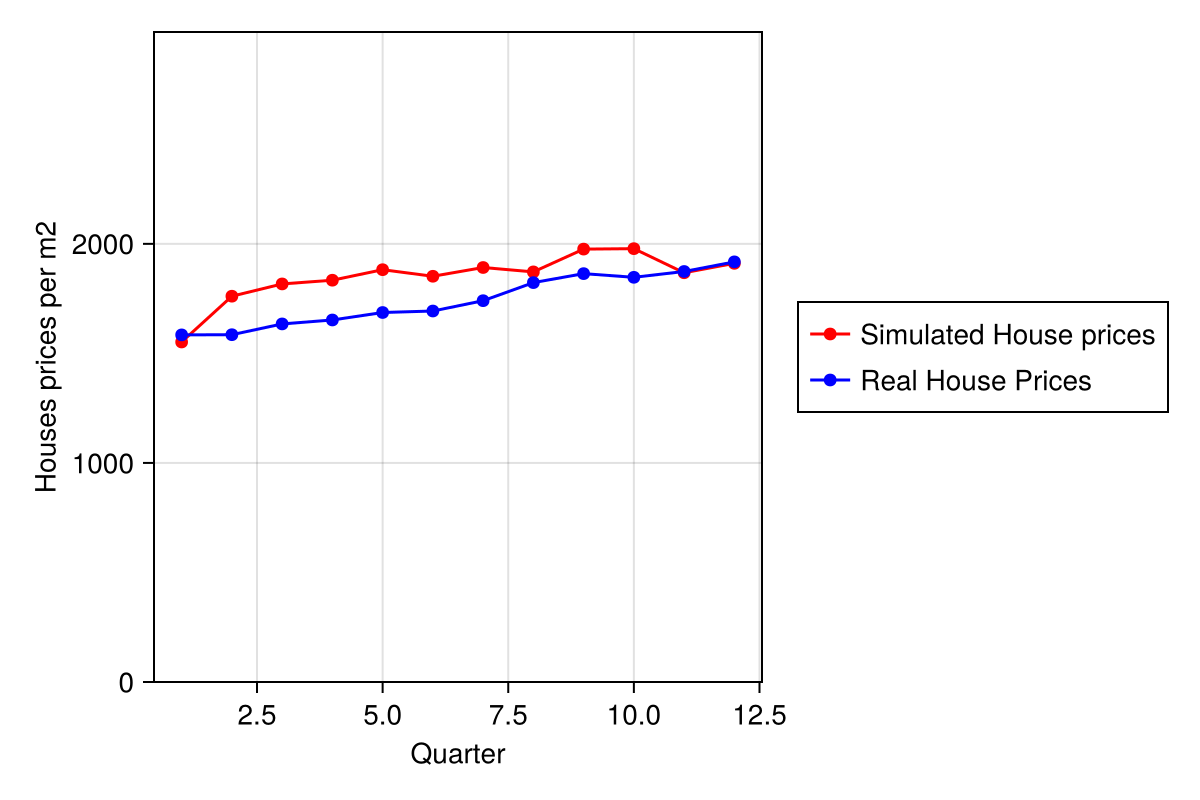 Houses prices per m2
2000
1000
0
2.5 5.0 7.5 10.0 12.5
Quarter
Simulated House prices
Real House Prices